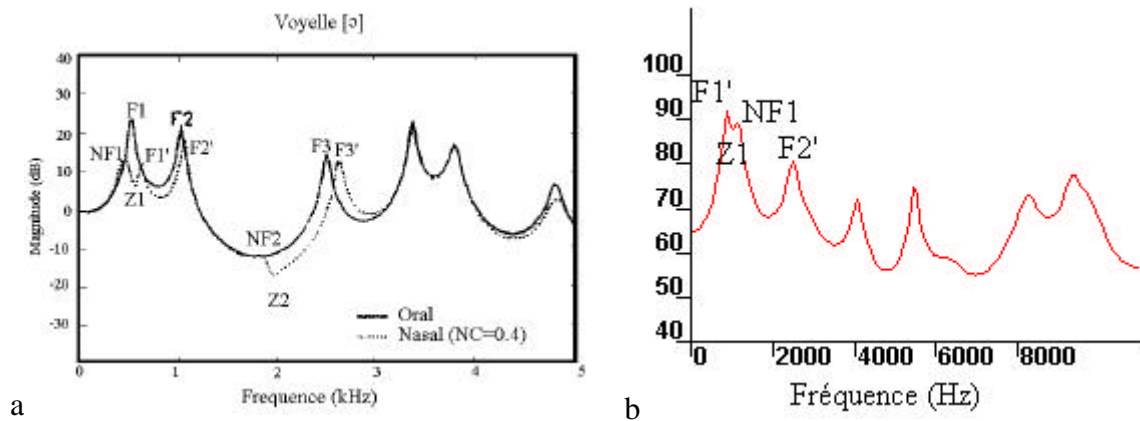 Voyelle [ə]
40
30
20
10
0
-10
-20
-30
Magnitude (dB)
F1
F2
NF1
F1'
F2'
Z1
F3
F3'
NF2
Z2
Oral
Nasal (NC=0.4)
0 1 2 3 4 5
Frequence (kHz)
a
100
90
80
70
60
50
40
F1'
NF1
Z1
F2'
0 2000 4000 6000 8000
Fréquence (Hz)
b